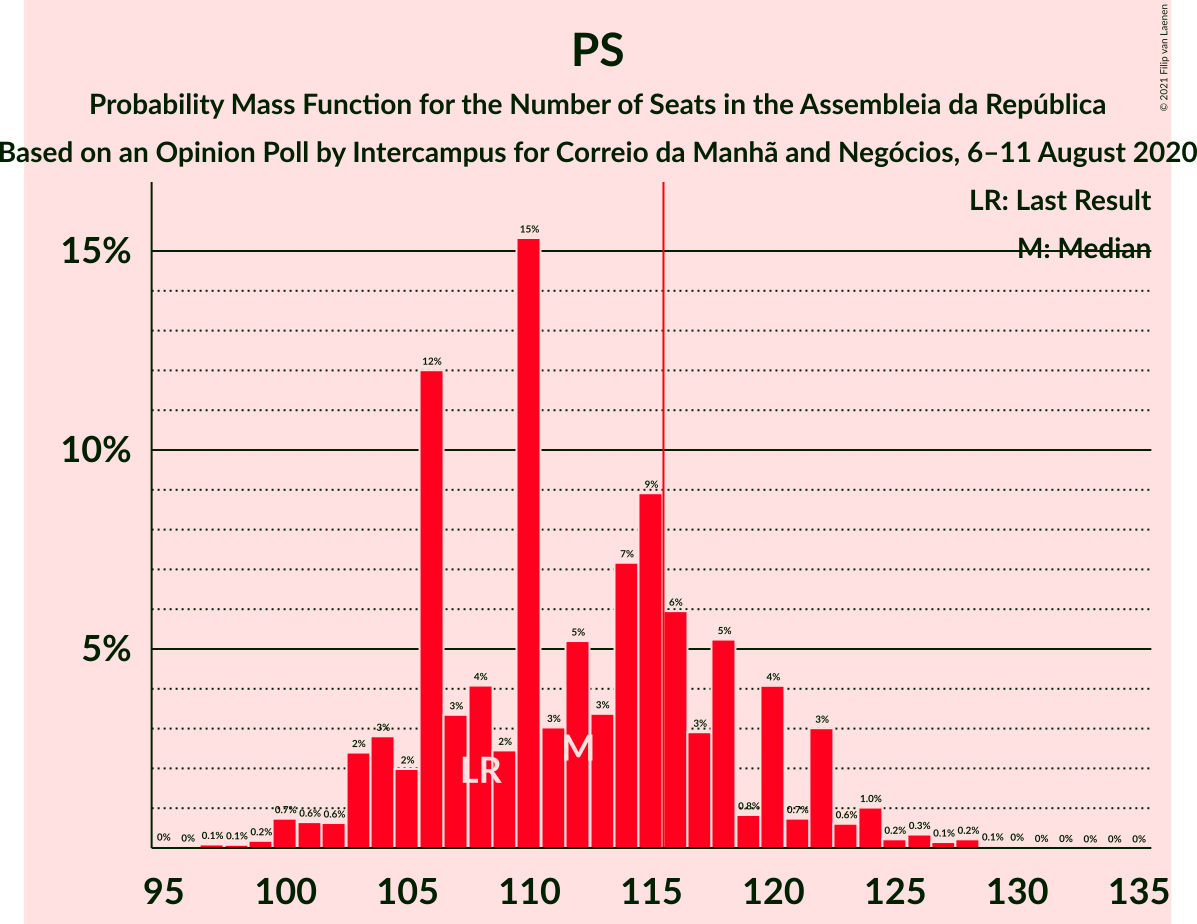 PS
Probability Mass Function for the Number of Seats in the Assembleia da República
Based on an Opinion Poll by Intercampus for Correio da Manhã and Negócios, 6–11 August 2020
© 2021 Filip van Laenen
LR: Last Result
M: Median
15%
10%
5%
0% 0% 0.1% 0.1% 0.2% 0.7% 0.6% 0.6% 2% 3% 2% 12% 3% 4% 2% 15% 3% 5% 3% 7% 9% 6% 3% 5% 0.8% 4% 0.7% 3% 0.6% 1.0% 0.2% 0.3% 0.1% 0.2% 0.1% 0% 0% 0% 0% 0% 0%
LR M
95 100 105 110 115 120 125 130 135